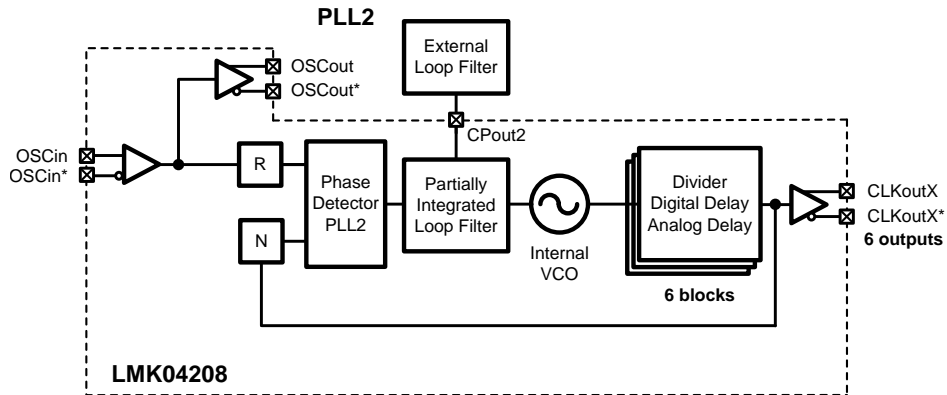 PLL2
External
Loop Filter
OSCout
OSCout*
CPout2
OSCin
OSCin*
R
N
Phase
Detector
PLL2
Partially
Integrated
Loop Filter
Internal
VCO
Divider
Digital Delay
Analog Delay
6 blocks
CLKoutX
CLKoutX*
6 outputs
LMK04208